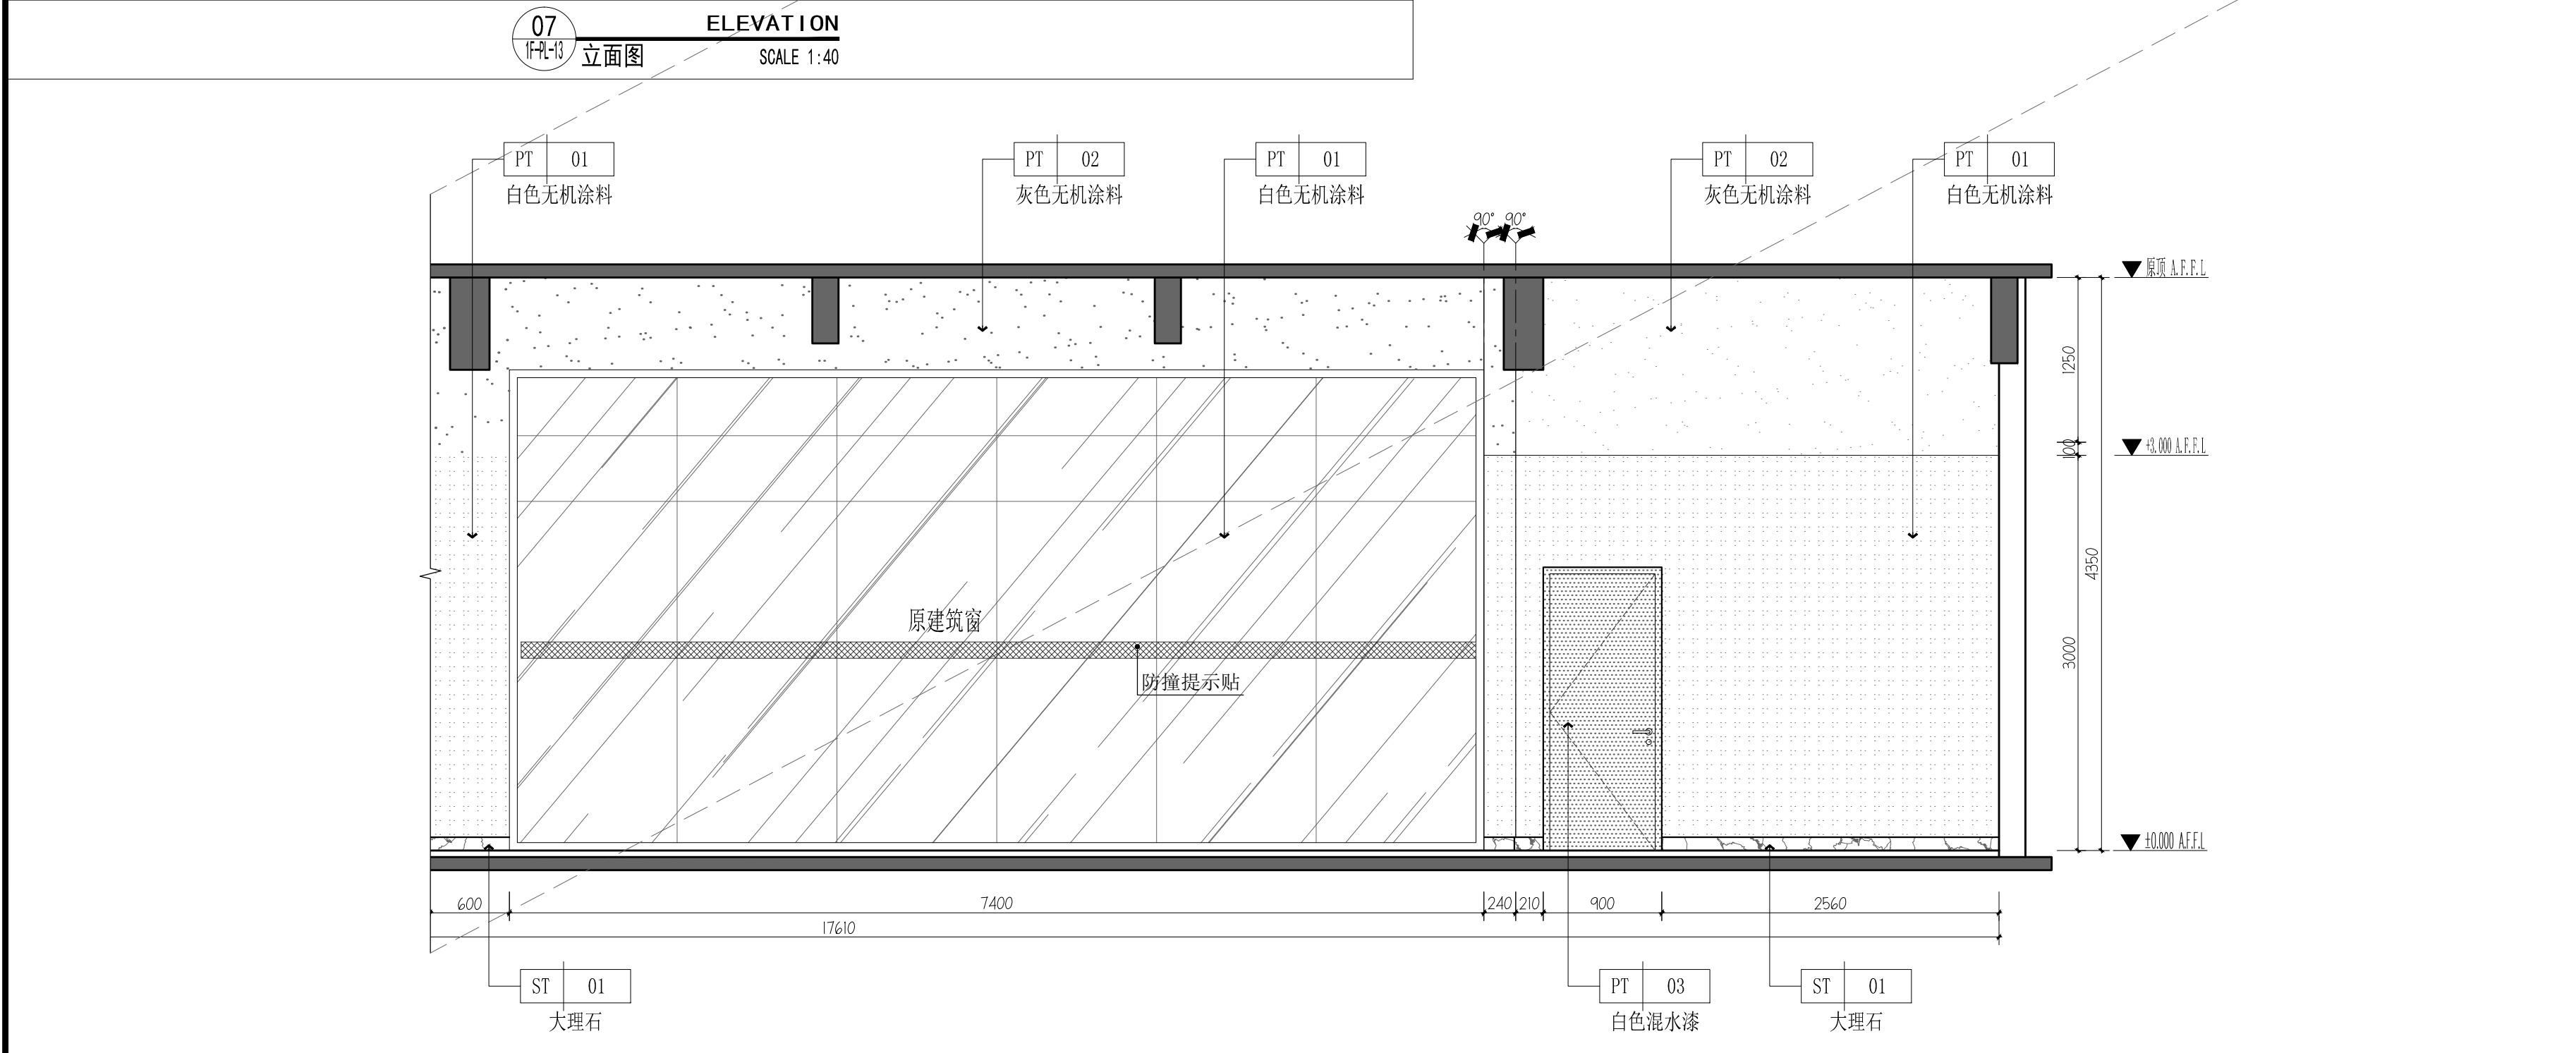 07
ELEVATION
1F-PL-13
立面图
SCALE 1:40
PT 01
白色无机涂料
PT 02
灰色无机涂料
PT 01
白色无机涂料
PT 02
灰色无机涂料
PT 01
白色无机涂料
90° 90°
原顶 A.F.F.L
1250
100
+3.000 A.F.F.L
4350
3000
原建筑窗
防撞提示贴
±0.000 A.F.F.L
600
7400
240
210
900
2560
17610
ST 01
大理石
PT 03
白色混水漆
ST 01
大理石